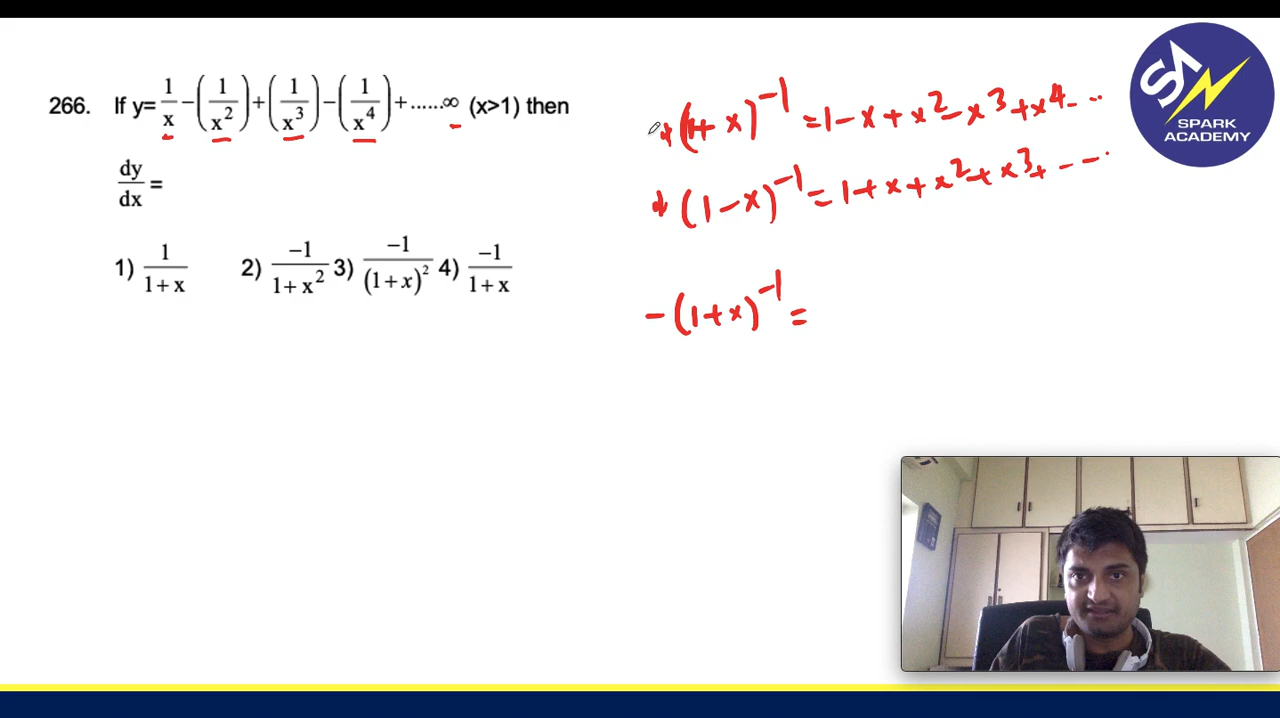 266. If y= 1/x − (1/x²) + (1/x³) − (1/x⁴) + ......∞ (x>1) then
dy/dx =
1) 1/(1+x) 2) −1/(1+x²) 3) −1/(1+x)² 4) −1/(1+x)
(1+x)⁻¹ = 1 − x + x² − x³ + x⁴ - ..
(1−x)⁻¹ = 1 + x + x² + x³ + - - .
−(1+x)⁻¹ =
SA
SPARK
ACADEMY